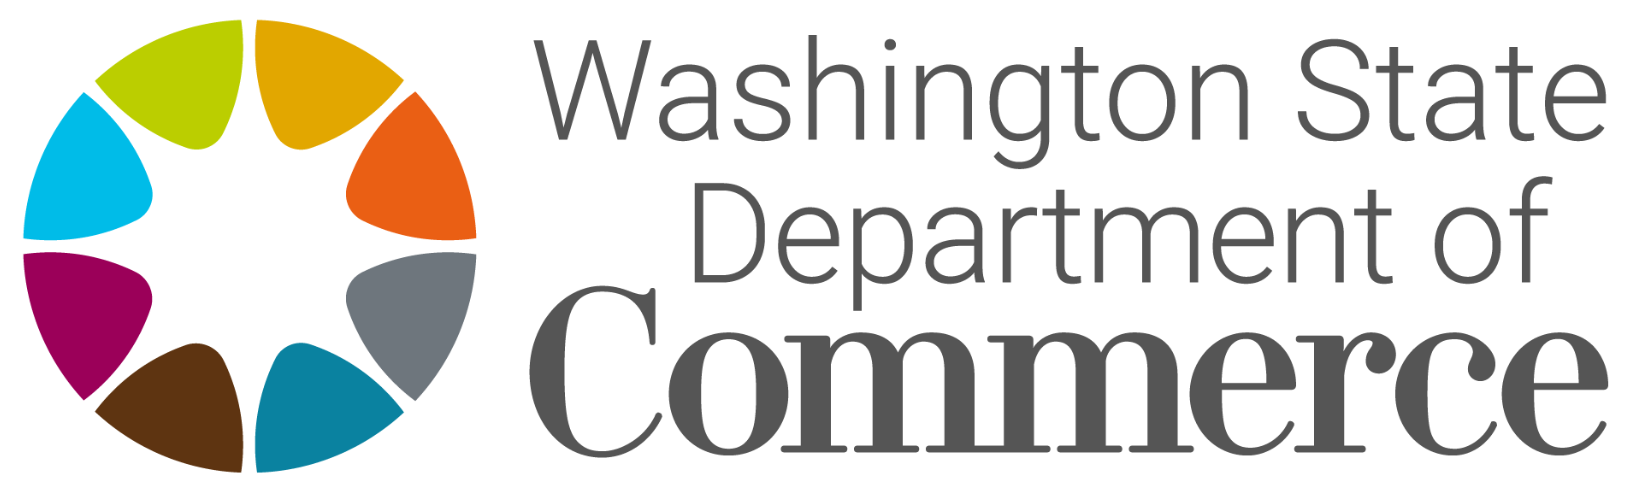 Washington State
Department of
Commerce